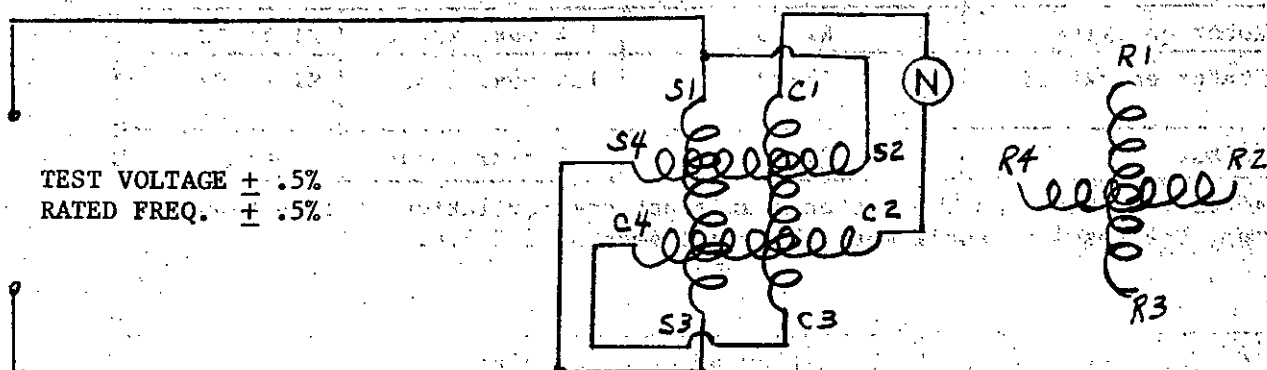 R1
S1
C1
N
S4
S2
R4
R2
TEST VOLTAGE ± .5%
RATED FREQ. ± .5%
C4
C2
S3
C3
R3